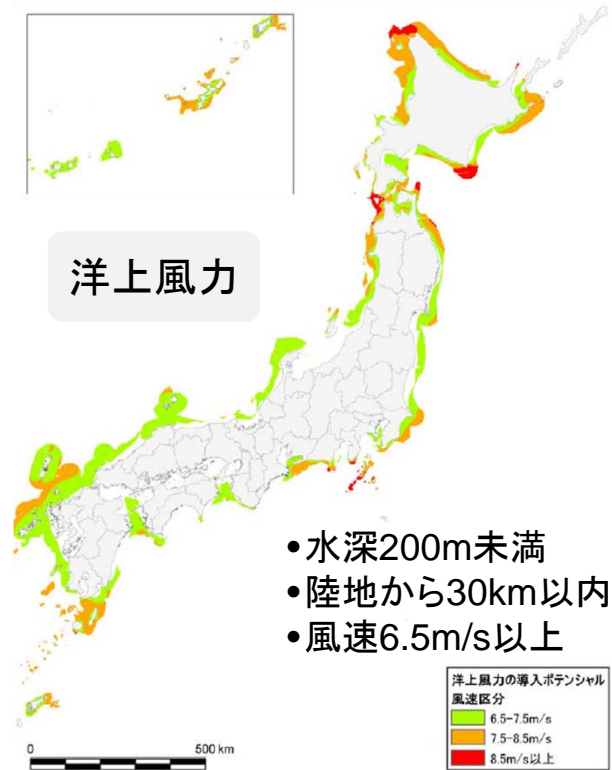 洋上風力
•水深200m未満
•陸地から30km以内
•風速6.5m/s以上
洋上風力の導入ポテンシャル
風速区分
6.5-7.5m/s
7.5-8.5m/s
8.5m/s以上
0 500 km